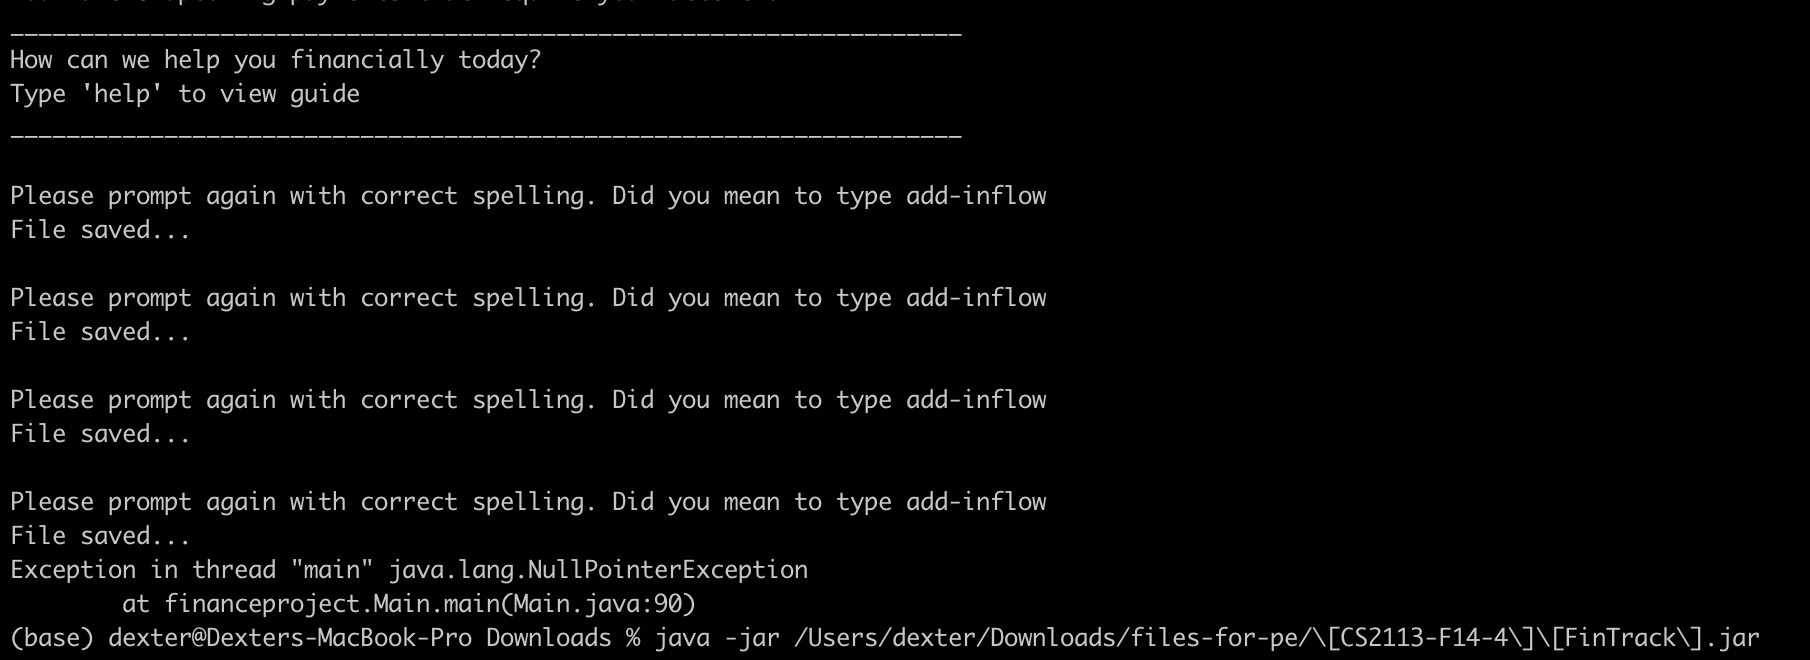 ____________________________________________________________________
How can we help you financially today?
Type 'help' to view guide
____________________________________________________________________
Please prompt again with correct spelling. Did you mean to type add-inflow
File saved...
Please prompt again with correct spelling. Did you mean to type add-inflow
File saved...
Please prompt again with correct spelling. Did you mean to type add-inflow
File saved...
Please prompt again with correct spelling. Did you mean to type add-inflow
File saved...
Exception in thread "main" java.lang.NullPointerException
        at financeproject.Main.main(Main.java:90)
(base) dexter@Dexters-MacBook-Pro Downloads % java -jar /Users/dexter/Downloads/files-for-pe/\[CS2113-F14-4\]\[FinTrack\].jar